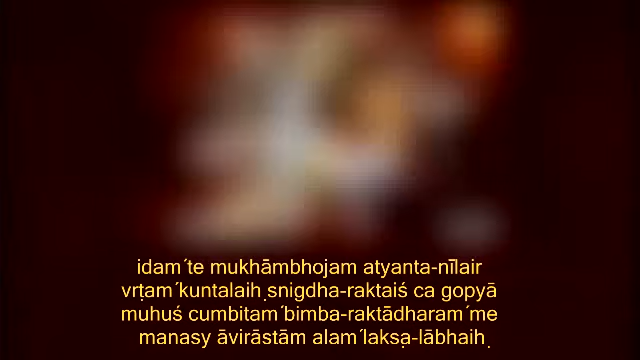 idam ́te mukhāmbhojam atyanta-nīlair
vṛtam ́kuntalaiḥ snigdha-raktaiś ca gopyā
muhuś cumbitam ́bimba-raktādharam ́me
manasy āvirāstām alam ́lakṣa-lābhaiḥ